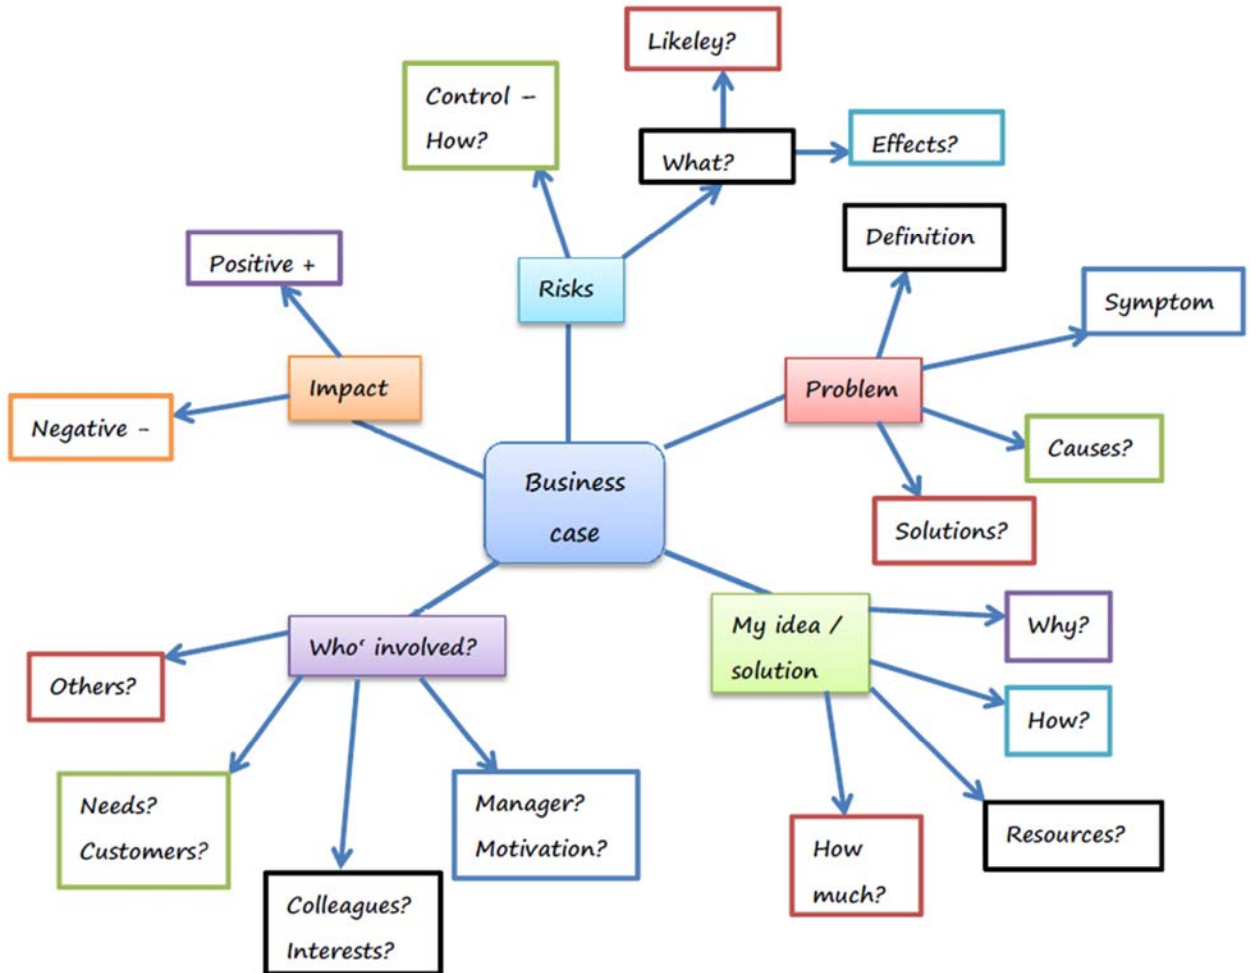 Likeley?
Control –
How?
What?
Effects?
Definition
Positive +
Risks
Symptom
Impact
Problem
Negative -
Causes?
Business
case
Solutions?
My idea /
solution
Why?
Who‘ involved?
Others?
How?
Needs?
Customers?
Manager?
Motivation?
Resources?
How
much?
Colleagues?
Interests?